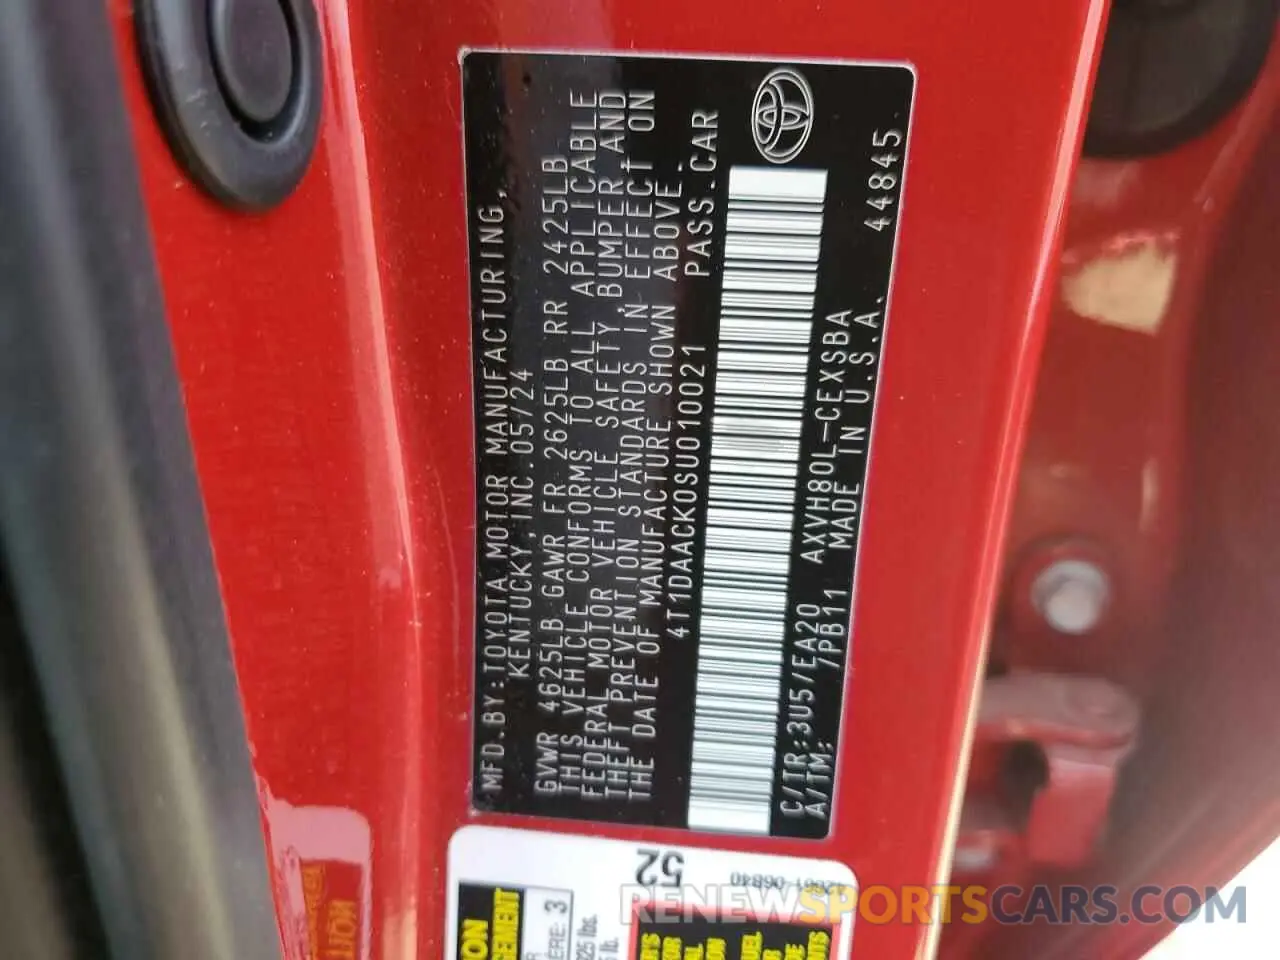 MFD.BY:TOYOTA MOTOR MANUFACTURING,
KENTUCKY, INC.05/24
GVWR 4625LB GAWR FR 2625LB RR 2425LB
THIS VEHICLE CONFORMS TO ALL APPLICABLE
FEDERAL MOTOR VEHICLE SAFETY, BUMPER, AND
THEFT PREVENTION STANDARDS IN EFFECT ON
THE DATE OF MANUFACTURE SHOWN ABOVE.
4T1DAACK0SU010021 PASS.CAR
C/TR:3U5/EA20 AXVH80L-CEXSBA
A/TM: /PB11 MADE IN U.S.A. 44845
52
RENEWSPORTSCARS.COM